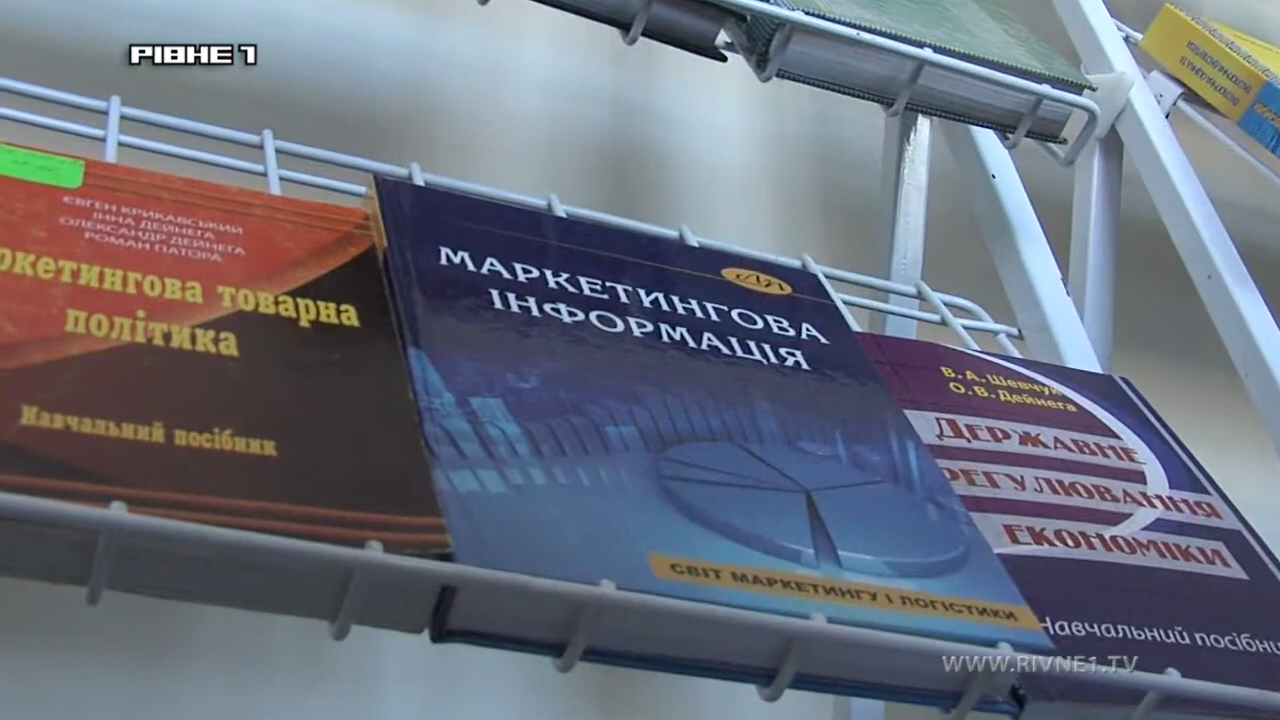 РІВНЕ 1
ЄВГЕН КРИКАВСЬКИЙ
ІННА ДЕЙНЕГА
ОЛЕКСАНДР ДЕЙНЕГА
РОМАН ПАТОРА
ркетингова товарна
політика
Навчальний посібник
МАРКЕТИНГОВА
ІНФОРМАЦІЯ
СВІТ МАРКЕТИНГУ І ЛОГІСТИКИ
В. А. Шевчук
О. В. Дейнега
ДЕРЖАВНЕ
РЕГУЛЮВАННЯ
ЕКОНОМІКИ
Навчальний посібни
WWW.RIVNE1.TV